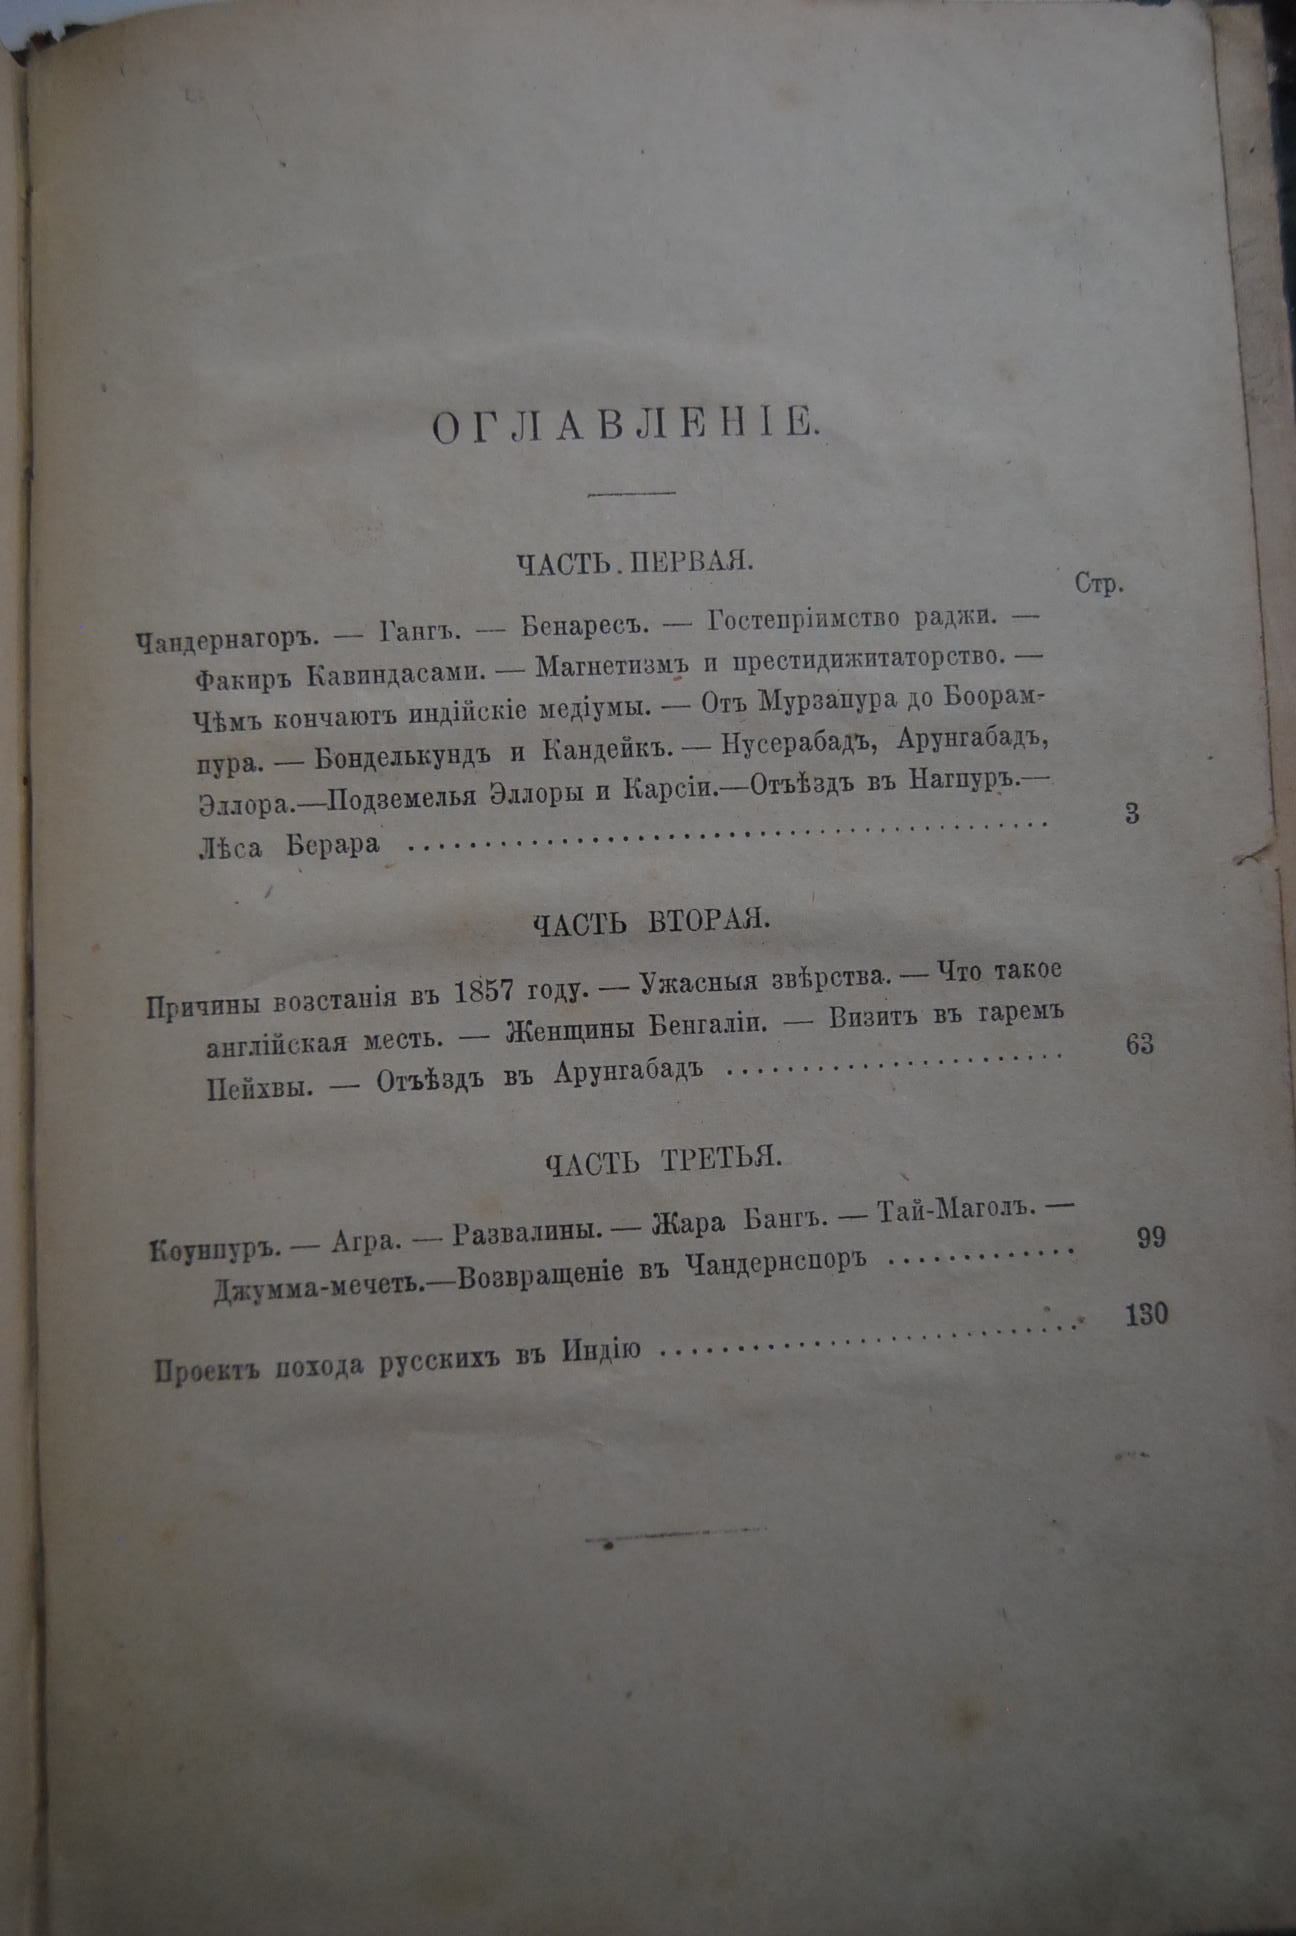 ОГЛАВЛЕНІЕ.
ЧАСТЬ ПЕРВАЯ.
Стр.
Чандернагоръ. — Гангъ. — Бенаресъ. — Гостепріимство раджи. —
Факиръ Кавиндасами. — Магнетизмъ и престидижитаторство. —
Чѣмъ кончаютъ индійскіе медіумы. — Отъ Мурзапура до Боорам-
пура. — Бонделькундъ и Кандейкъ. — Нусерабадъ, Арунгабадъ,
Эллора.—Подземелья Эллоры и Карсіи.—Отъѣздъ въ Нагпуръ.—
Лѣса Берара . . . . . . . . . . . . . . . . . . . . . . . . . . . . . . . . . 3
ЧАСТЬ ВТОРАЯ.
Причины возстанія въ 1857 году. — Ужасныя звѣрства. — Что такое
англійская месть. — Женщины Бенгаліи. — Визитъ въ гаремъ
Пейхвы. — Отъѣздъ въ Арунгабадъ . . . . . . . . . . . . . . . . . 63
ЧАСТЬ ТРЕТЬЯ.
Коунпуръ. — Агра. — Развалины. — Жара Бангъ. — Тай-Маголъ. —
Джумма-мечеть.—Возвращеніе въ Чандернспоръ . . . . . . . . . . 99
Проектъ похода русскихъ въ Индію . . . . . . . . . . . . . . . . . . . . . 130